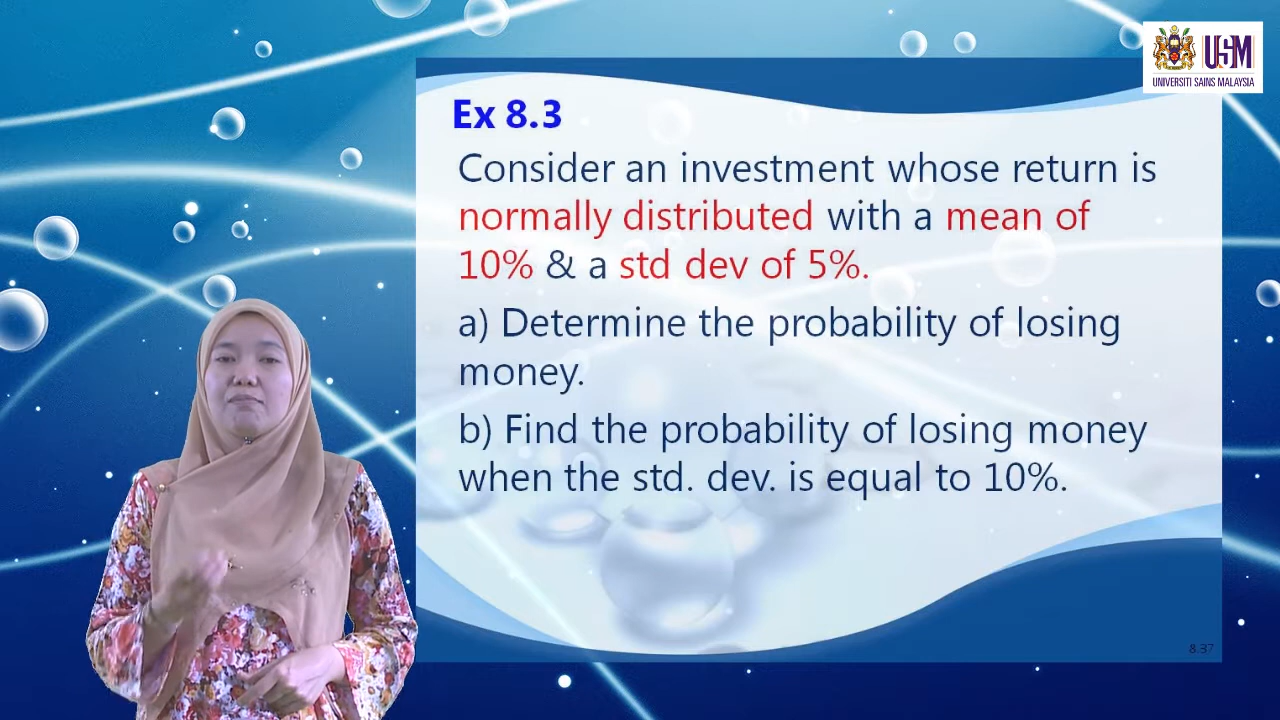 USM
UNIVERSITI SAINS MALAYSIA
Ex 8.3
Consider an investment whose return is
normally distributed with a mean of
10% & a std dev of 5%.
a) Determine the probability of losing
money.
b) Find the probability of losing money
when the std. dev. is equal to 10%.
8.37